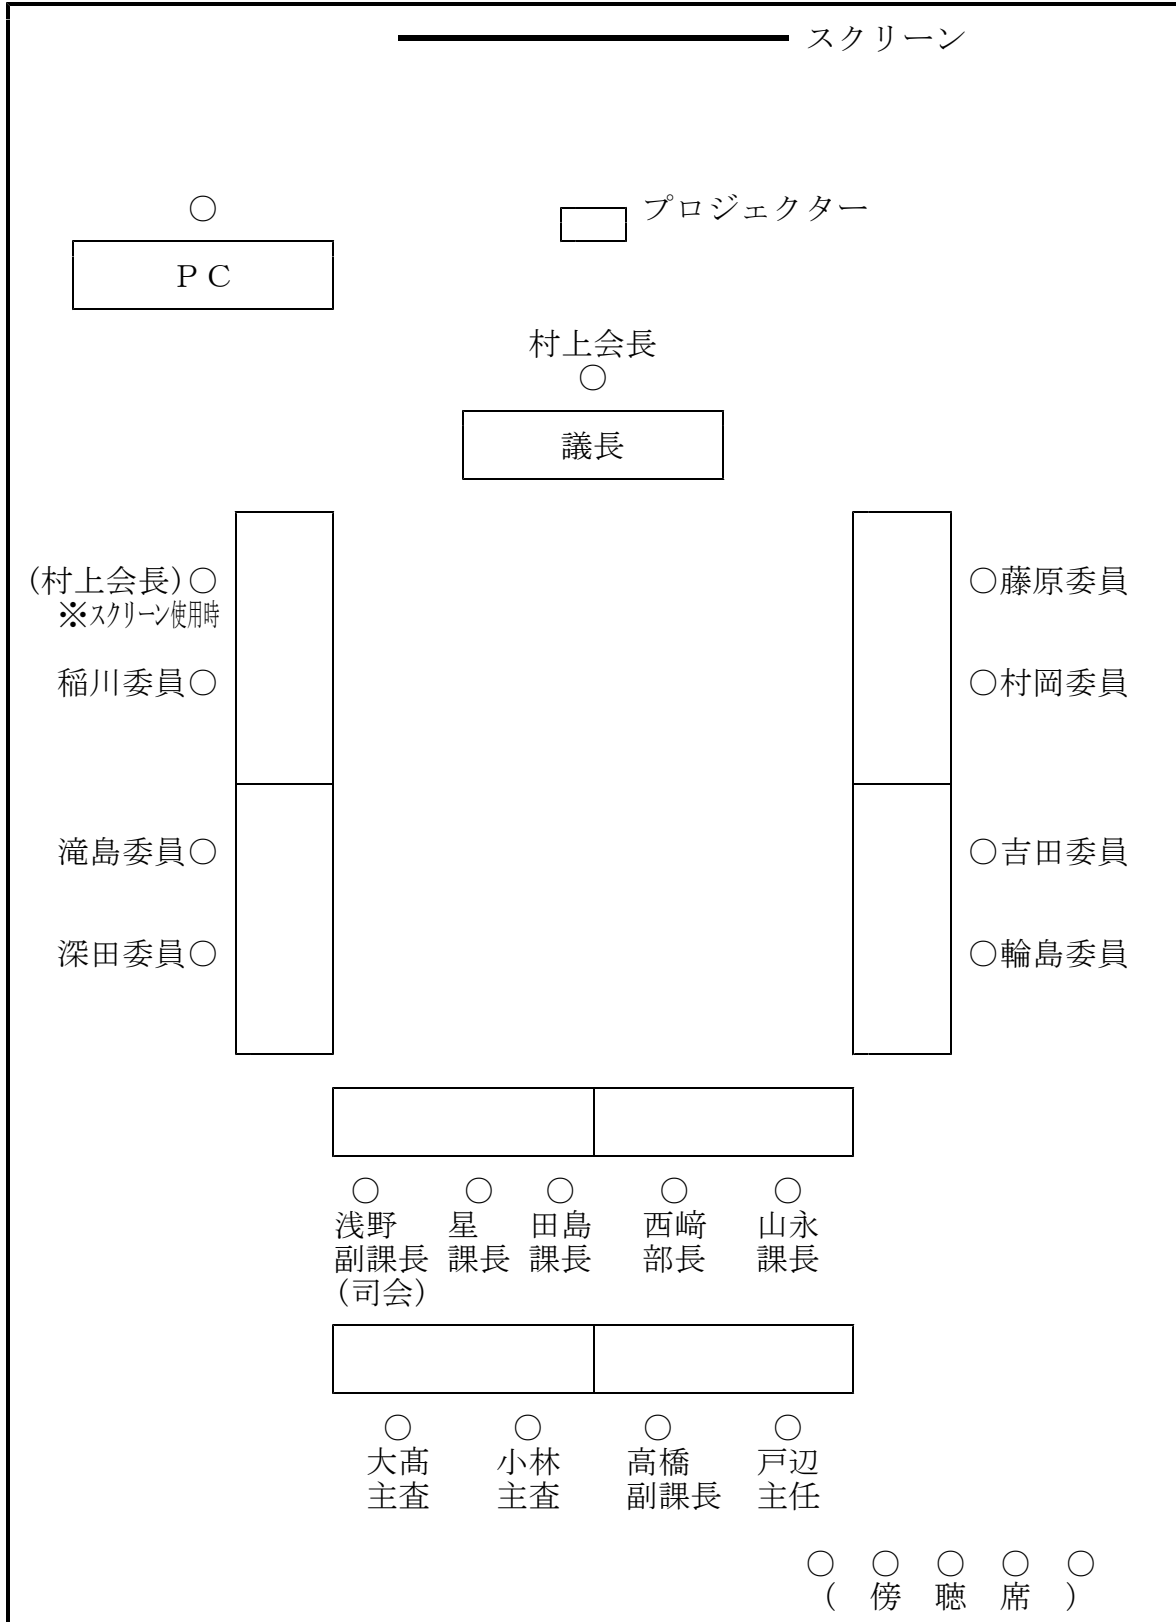 スクリーン
○
プロジェクター
ＰＣ
村上会長
○
議長
(村上会長)○
※スクリーン使用時
○藤原委員
稲川委員○
○村岡委員
滝島委員○
○吉田委員
深田委員○
○輪島委員
○ ○ ○ ○ ○
浅野 星 田島 西﨑 山永
副課長 課長 課長 部長 課長
(司会)
○ ○ ○ ○
大髙 小林 高橋 戸辺
主査 主査 副課長 主任
○ ○ ○ ○ ○
( 傍 聴 席 )